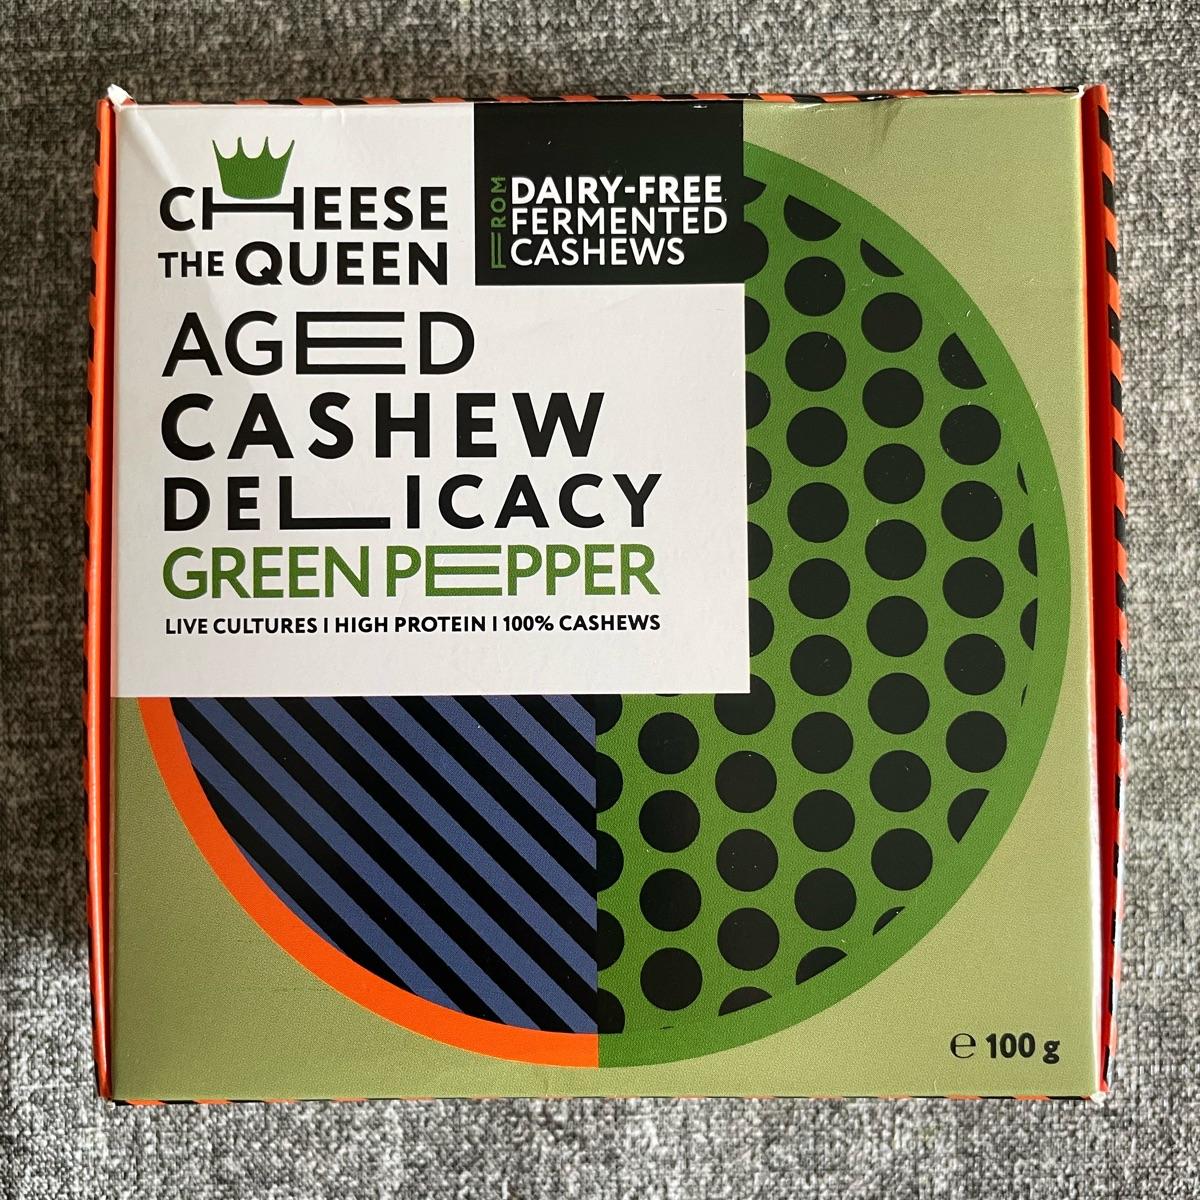 CHEESE
THE QUEEN
FROM
DAIRY-FREE
FERMENTED
CASHEWS
AGED
CASHEW
DELICACY
GREEN PEPPER
LIVE CULTURES | HIGH PROTEIN | 100% CASHEWS
℮ 100 g